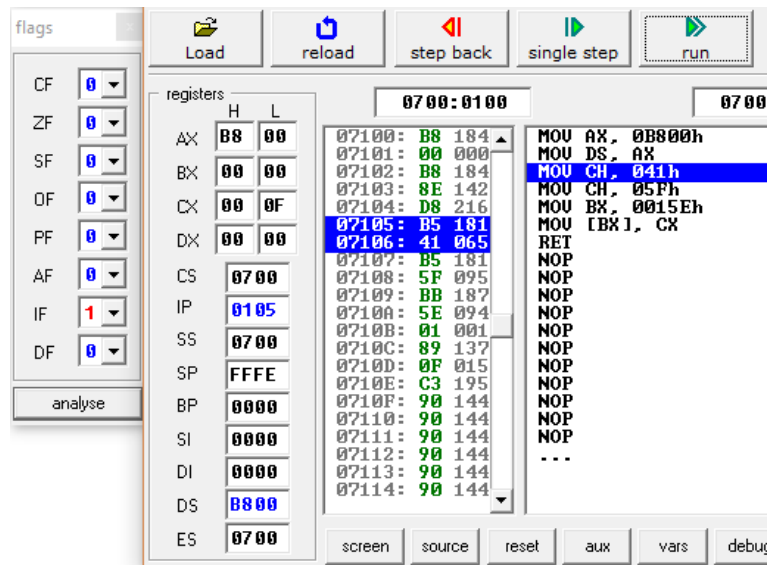 flags
CF 0
ZF 0
SF 0
OF 0
PF 0
AF 0
IF 1
DF 0
analyse
Load reload step back single step run
registers
H L
AX B8 00
BX 00 00
CX 00 0F
DX 00 00
CS 0700
IP 0105
SS 0700
SP FFFE
BP 0000
SI 0000
DI 0000
DS B800
ES 0700
0700:0100
0700
07100: B8 184
07101: 00 000
07102: B8 184
07103: 8E 142
07104: D8 216
07105: B5 181
07106: 41 065
07107: B5 181
07108: 5F 095
07109: BB 187
0710A: 5E 094
0710B: 01 001
0710C: 89 137
0710D: 0F 015
0710E: C3 195
0710F: 90 144
07110: 90 144
07111: 90 144
07112: 90 144
07113: 90 144
07114: 90 144
MOV AX, 0B800h
MOV DS, AX
MOV CH, 041h
MOV CH, 05Fh
MOV BX, 0015Eh
MOV [BX], CX
RET
NOP
NOP
NOP
NOP
NOP
NOP
NOP
NOP
NOP
NOP
NOP
...
screen source reset aux vars debug